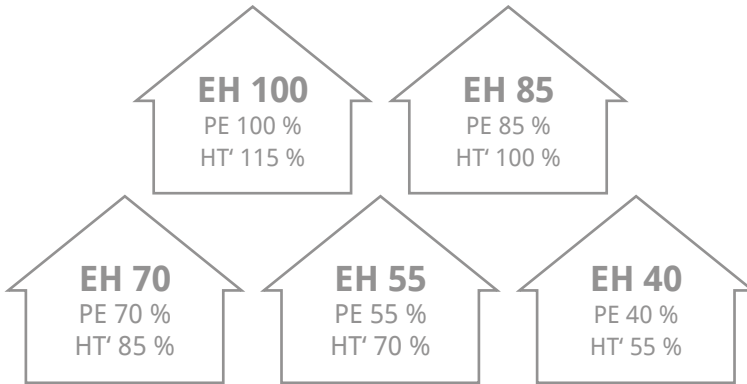 EH 100
PE 100 %
HT‘ 115 %
EH 85
PE 85 %
HT‘ 100 %
EH 70
PE 70 %
HT‘ 85 %
EH 55
PE 55 %
HT‘ 70 %
EH 40
PE 40 %
HT‘ 55 %